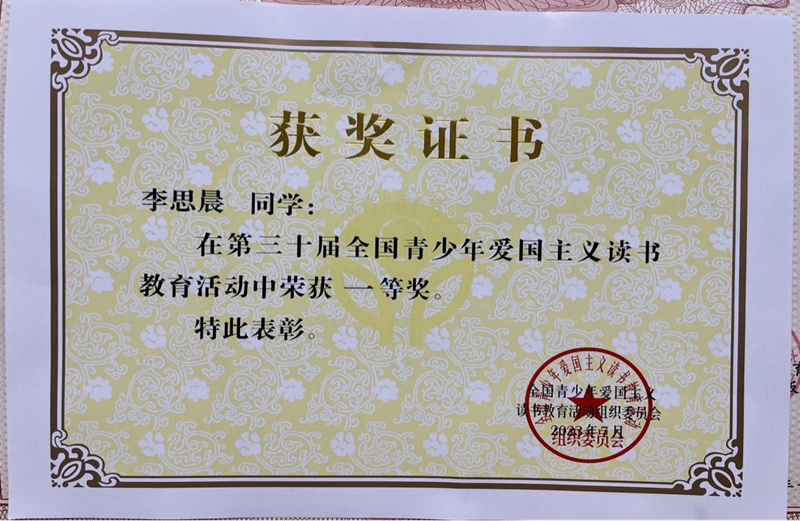 获奖证书
李思晨 同学：
在第三十届全国青少年爱国主义读书
教育活动中荣获 一等奖。
特此表彰。
全国青少年爱国主义
读书教育活动组织委员会
2023年7月
组织委员会